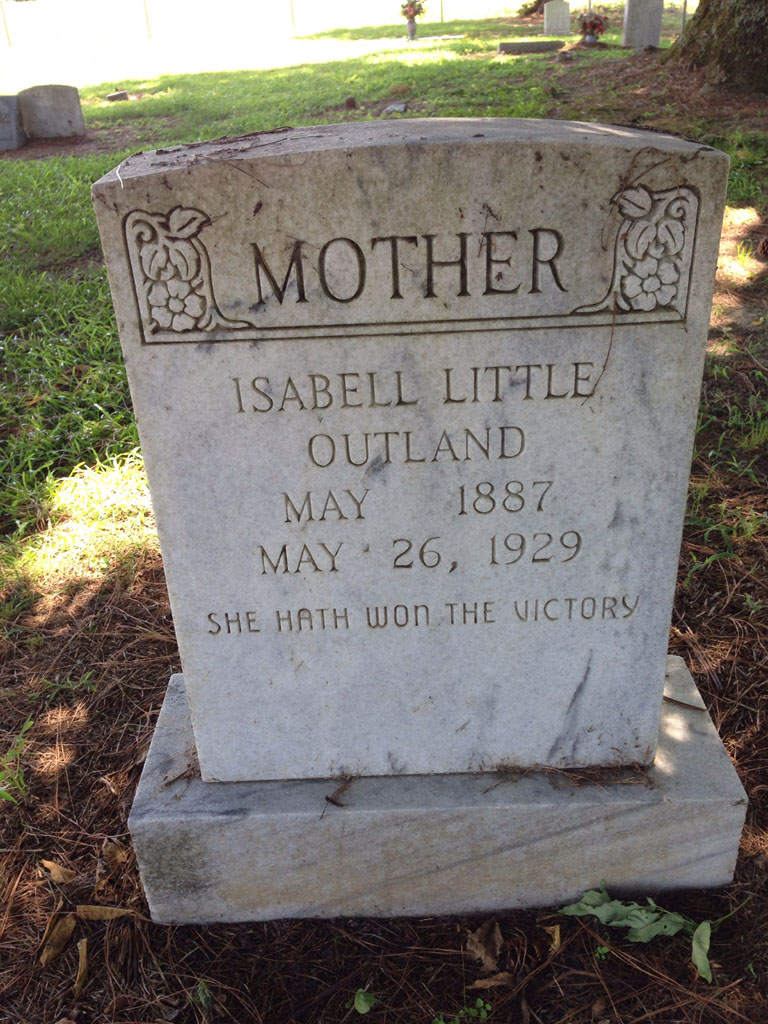 MOTHER
ISABELL LITTLE
OUTLAND
MAY 1887
MAY 26, 1929
SHE HATH WON THE VICTORY